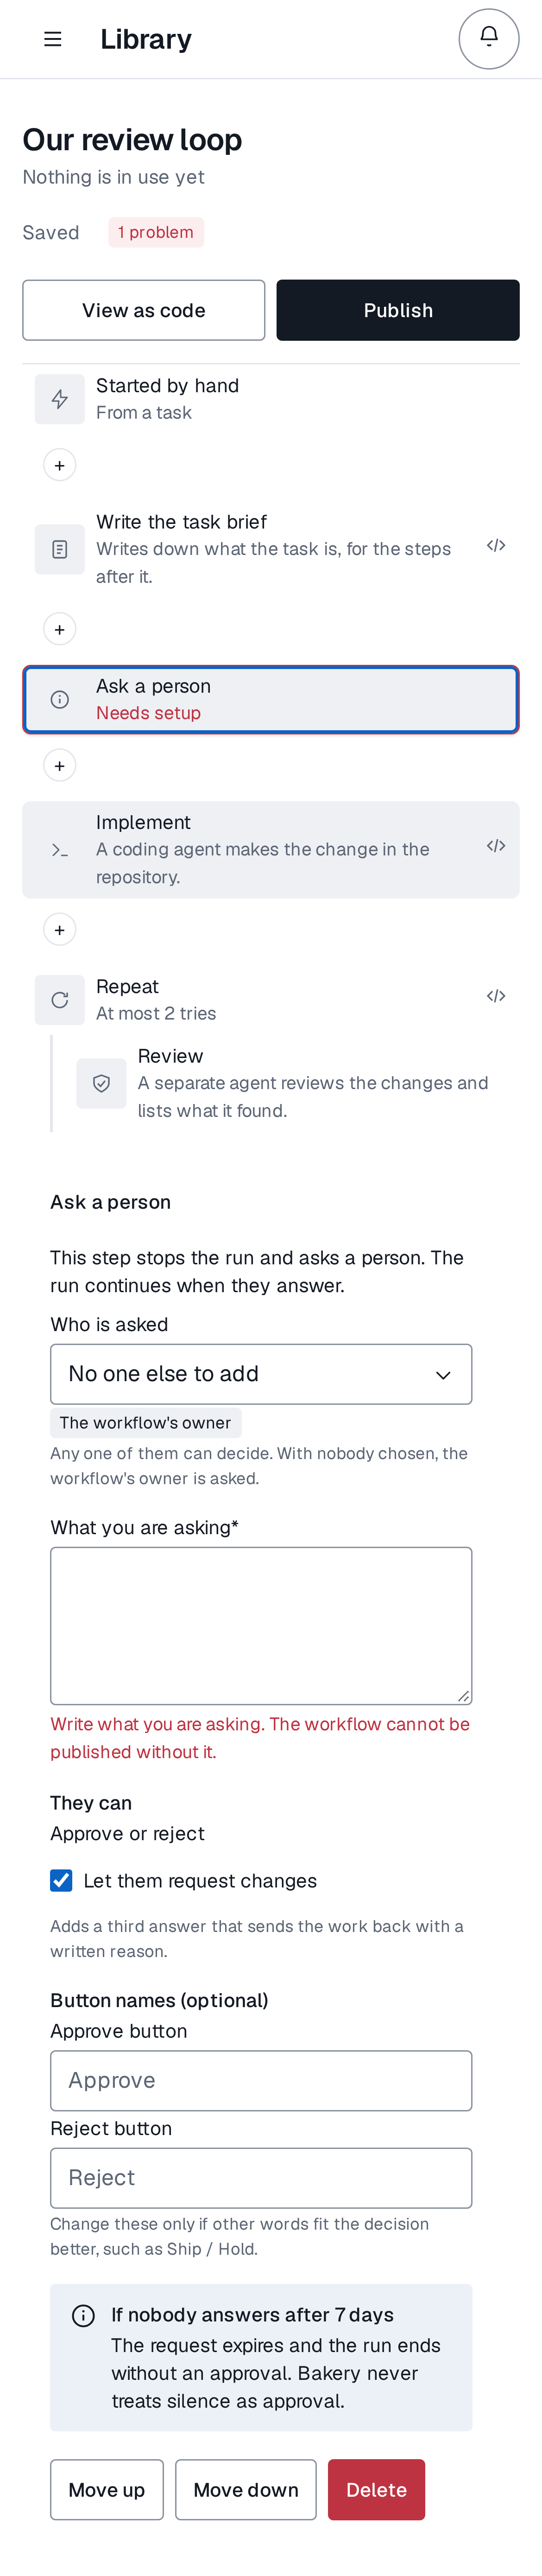 Library
Our review loop
Nothing is in use yet
Saved
1 problem
View as code
Publish
Started by hand
From a task
+
Write the task brief
Writes down what the task is, for the steps
after it.
+
Ask a person
Needs setup
+
Implement
A coding agent makes the change in the
repository.
+
Repeat
At most 2 tries
Review
A separate agent reviews the changes and
lists what it found.
Ask a person
This step stops the run and asks a person. The
run continues when they answer.
Who is asked
No one else to add
The workflow's owner
Any one of them can decide. With nobody chosen, the
workflow's owner is asked.
What you are asking*
Write what you are asking. The workflow cannot be
published without it.
They can
Approve or reject
Let them request changes
Adds a third answer that sends the work back with a
written reason.
Button names (optional)
Approve button
Approve
Reject button
Reject
Change these only if other words fit the decision
better, such as Ship / Hold.
If nobody answers after 7 days
The request expires and the run ends
without an approval. Bakery never
treats silence as approval.
Move up
Move down
Delete